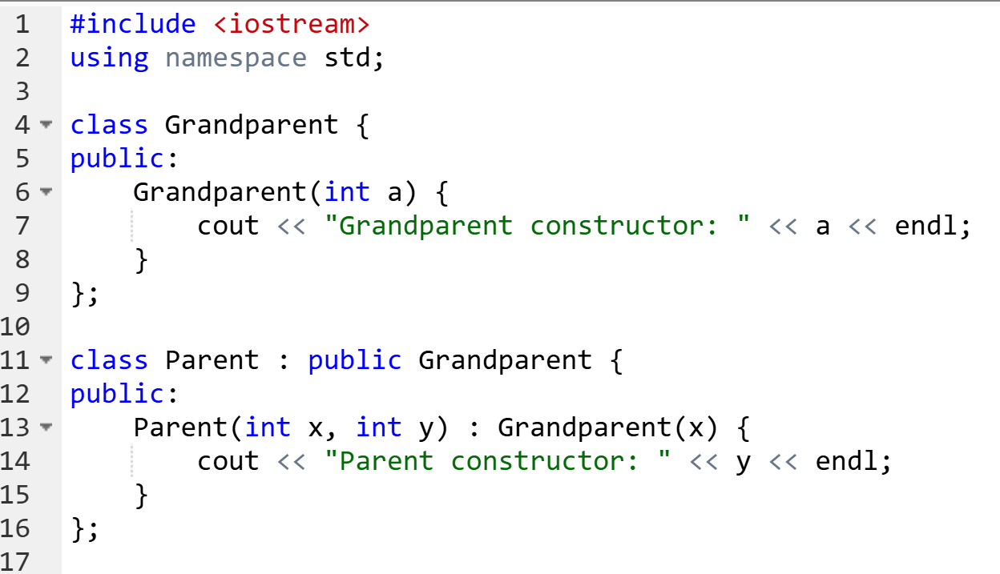 1 #include <iostream>
2 using namespace std;
3
4 class Grandparent {
5 public:
6     Grandparent(int a) {
7         cout << "Grandparent constructor: " << a << endl;
8     }
9 };
10
11 class Parent : public Grandparent {
12 public:
13     Parent(int x, int y) : Grandparent(x) {
14         cout << "Parent constructor: " << y << endl;
15     }
16 };
17